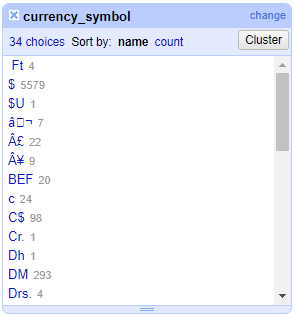 currency_symbol change
34 choices Sort by: name count Cluster
Ft 4
$ 5579
$U 1
â□¬ 7
Â£ 22
Â¥ 9
BEF 20
c 24
C$ 98
Cr. 1
Dh 1
DM 293
Drs. 4